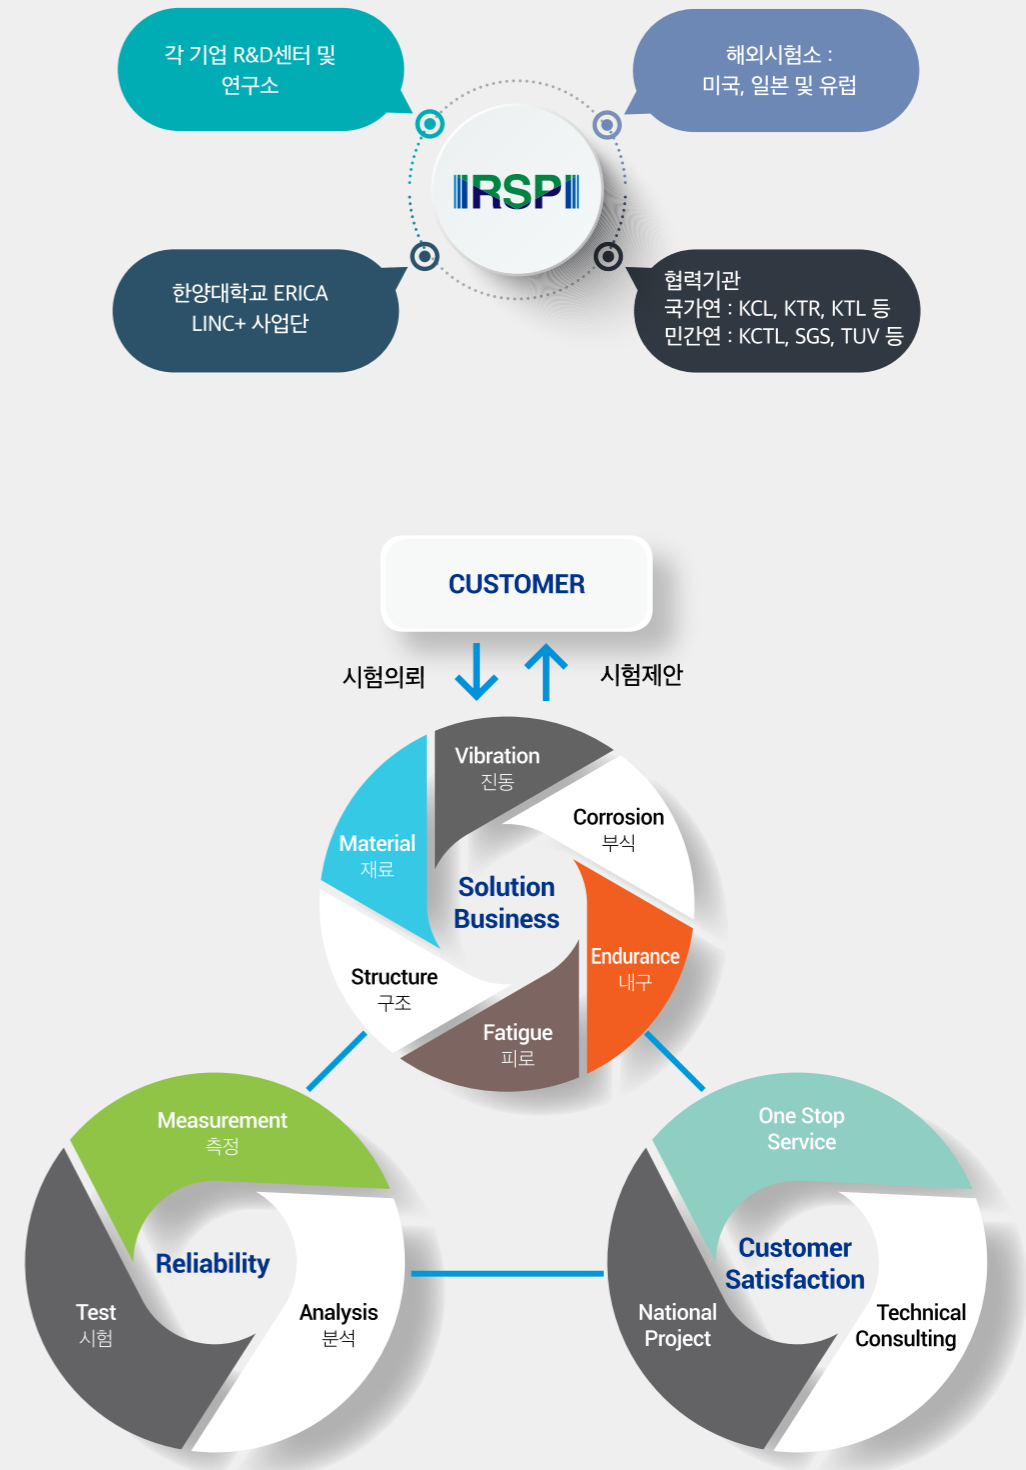 각 기업 R&D센터 및
연구소
해외시험소 :
미국, 일본 및 유럽
RSPI
한양대학교 ERICA
LINC+ 사업단
협력기관
국가연 : KCL, KTR, KTL 등
민간연 : KCTL, SGS, TUV 등
CUSTOMER
시험의뢰
시험제안
Vibration
진동
Corrosion
부식
Material
재료
Solution
Business
Endurance
내구
Structure
구조
Fatigue
피로
Measurement
측정
Reliability
Test
시험
Analysis
분석
One Stop
Service
Customer
Satisfaction
National
Project
Technical
Consulting